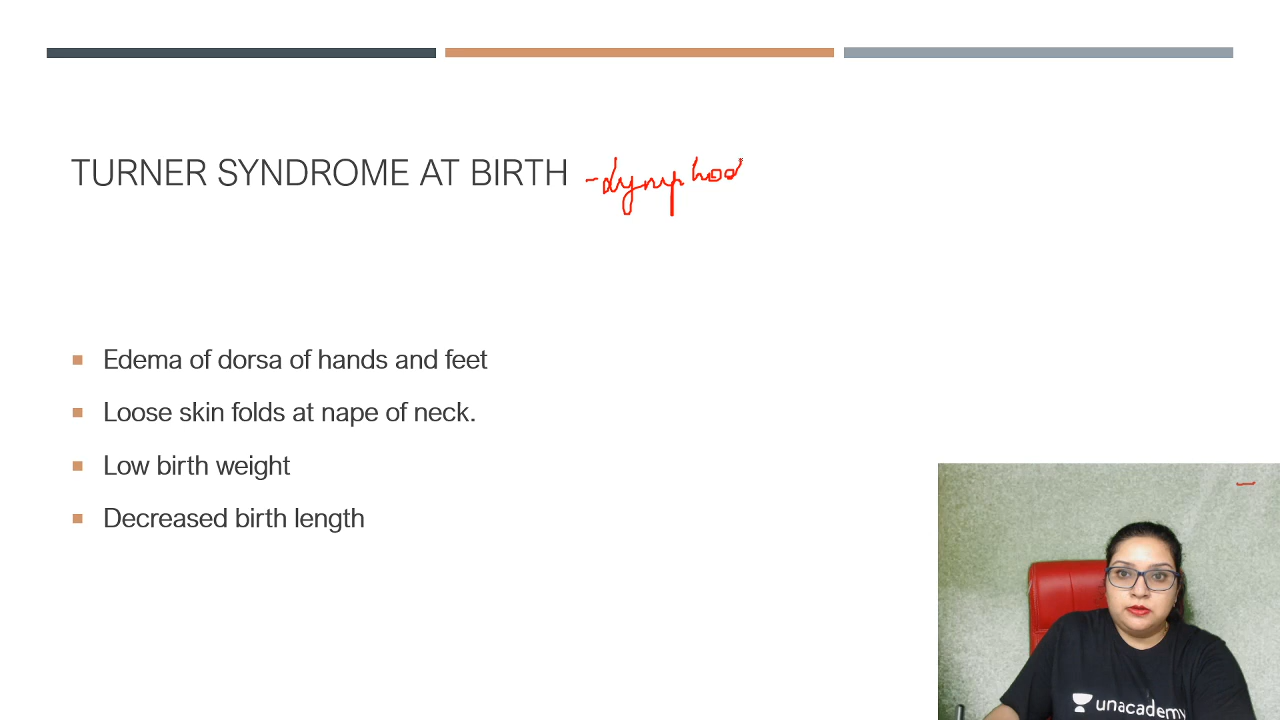 TURNER SYNDROME AT BIRTH - Lymphoed
Edema of dorsa of hands and feet
Loose skin folds at nape of neck.
Low birth weight
Decreased birth length
unacademy